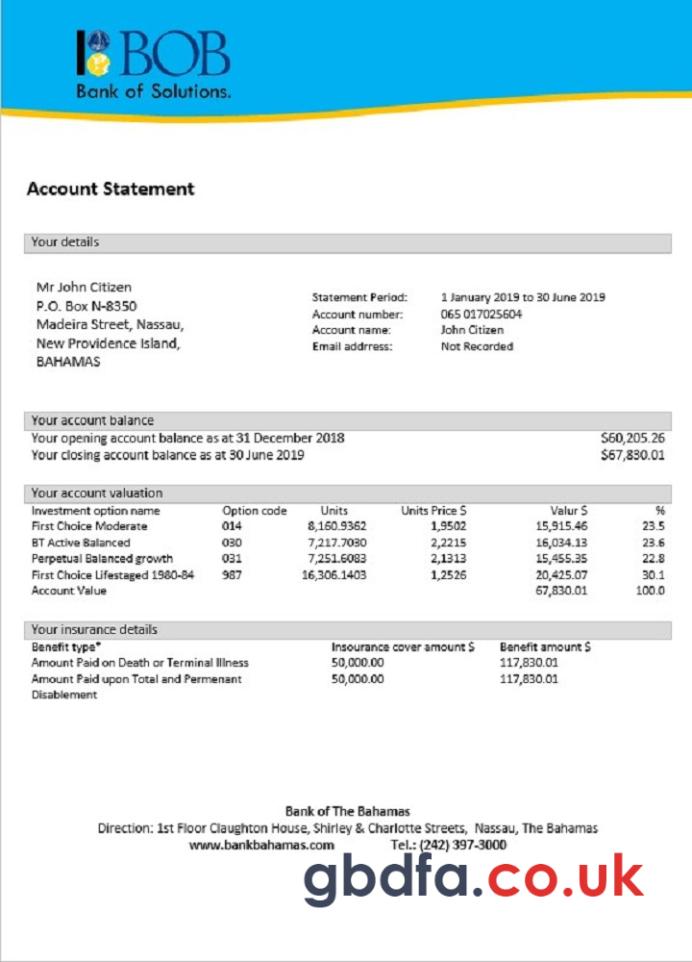 BOB
Bank of Solutions.
Account Statement
Your details
Mr John Citizen
P.O. Box N-8350
Madeira Street, Nassau,
New Providence Island,
BAHAMAS
Statement Period: 1 January 2019 to 30 June 2019
Account number: 065 017025604
Account name: John Citizen
Email addrress: Not Recorded
Your account balance
Your opening account balance as at 31 December 2018 $60,205.26
Your closing account balance as at 30 June 2019 $67,830.01
Your account valuation
Investment option name Option code Units Units Price $ Valur $ %
First Choice Moderate 014 8,160.9362 1,9502 15,915.46 23.5
BT Active Balanced 030 7,217.7030 2,2215 16,034.13 23.6
Perpetual Balanced growth 031 7,251.6083 2,1313 15,455.35 22.8
First Choice Lifestaged 1980-84 987 16,306.1403 1,2526 20,425.07 30.1
Account Value 67,830.01 100.0
Your insurance details
Benefit type* Insourance cover amount $ Benefit amount $
Amount Paid on Death or Terminal Illness 50,000.00 117,830.01
Amount Paid upon Total and Permenant 50,000.00 117,830.01
Disablement
Bank of The Bahamas
Direction: 1st Floor Claughton House, Shirley & Charlotte Streets, Nassau, The Bahamas
www.bankbahamas.com Tel.: (242) 397-3000
gbdfa.co.uk